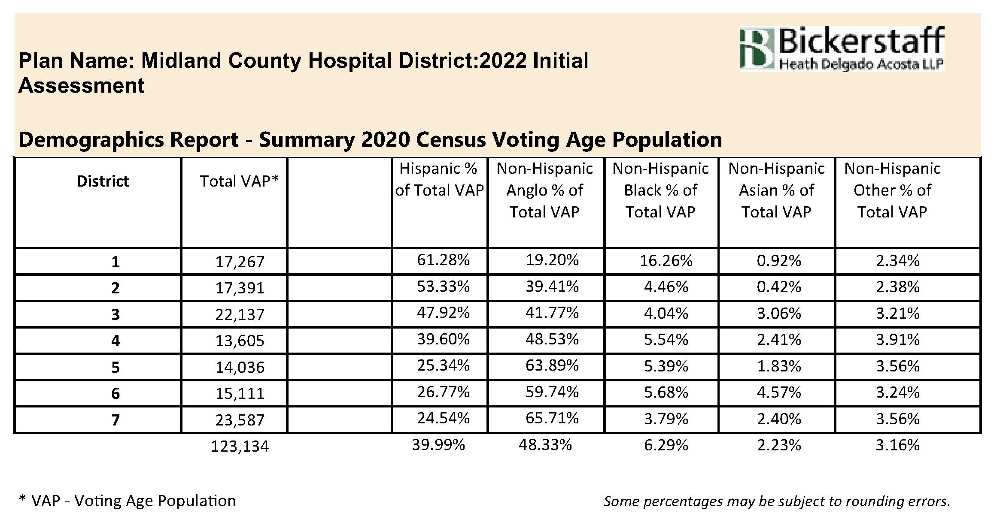 Bickerstaff
Heath Delgado Acosta LLP
Plan Name: Midland County Hospital District:2022 Initial
Assessment
Demographics Report - Summary 2020 Census Voting Age Population
District Total VAP* Hispanic % of Total VAP Non-Hispanic Anglo % of Total VAP Non-Hispanic Black % of Total VAP Non-Hispanic Asian % of Total VAP Non-Hispanic Other % of Total VAP
1 17,267 61.28% 19.20% 16.26% 0.92% 2.34%
2 17,391 53.33% 39.41% 4.46% 0.42% 2.38%
3 22,137 47.92% 41.77% 4.04% 3.06% 3.21%
4 13,605 39.60% 48.53% 5.54% 2.41% 3.91%
5 14,036 25.34% 63.89% 5.39% 1.83% 3.56%
6 15,111 26.77% 59.74% 5.68% 4.57% 3.24%
7 23,587 24.54% 65.71% 3.79% 2.40% 3.56%
123,134 39.99% 48.33% 6.29% 2.23% 3.16%
* VAP - Voting Age Population
Some percentages may be subject to rounding errors.